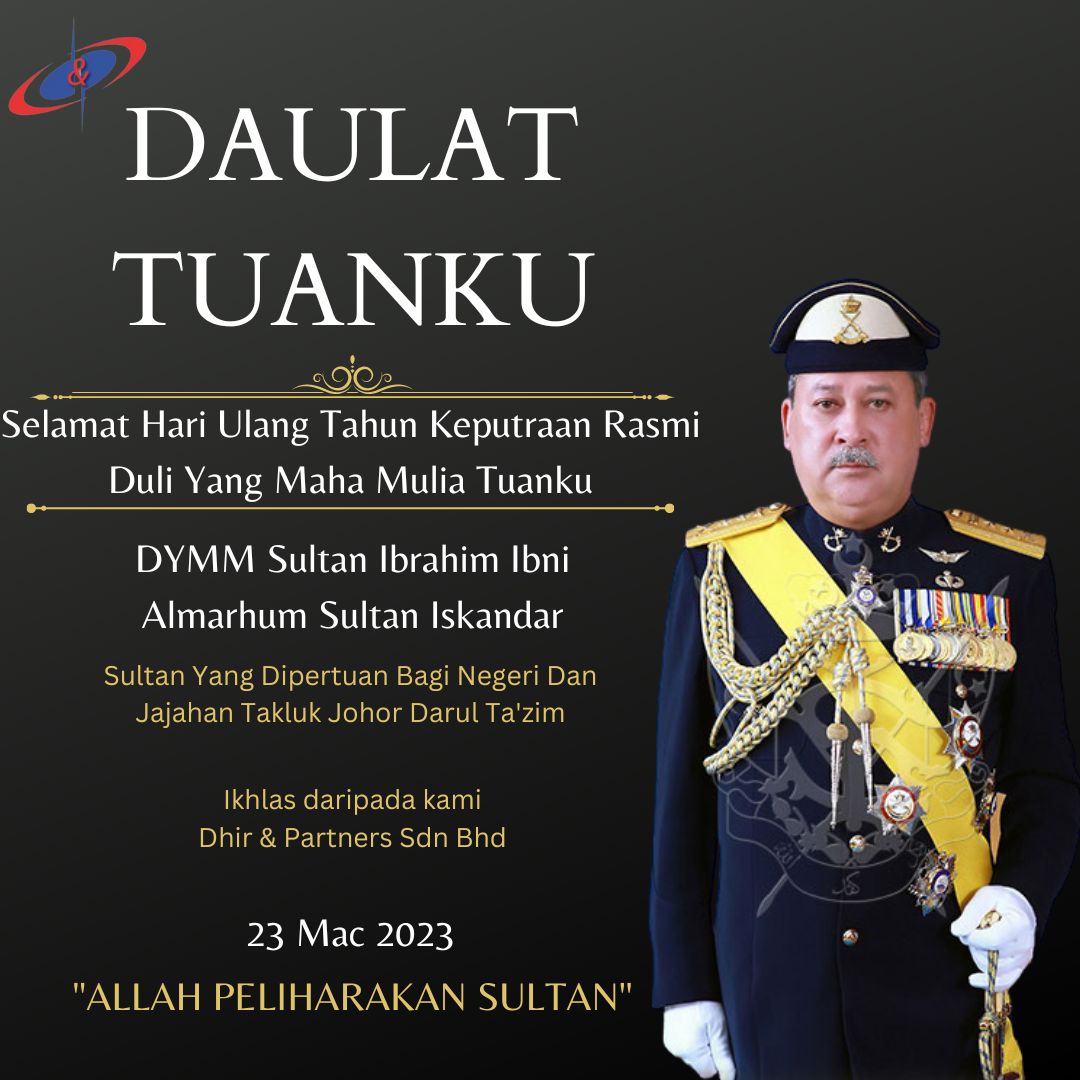 &
DAULAT
TUANKU
Selamat Hari Ulang Tahun Keputraan Rasmi
Duli Yang Maha Mulia Tuanku
DYMM Sultan Ibrahim Ibni
Almarhum Sultan Iskandar
Sultan Yang Dipertuan Bagi Negeri Dan
Jajahan Takluk Johor Darul Ta'zim
Ikhlas daripada kami
Dhir & Partners Sdn Bhd
23 Mac 2023
"ALLAH PELIHARAKAN SULTAN"